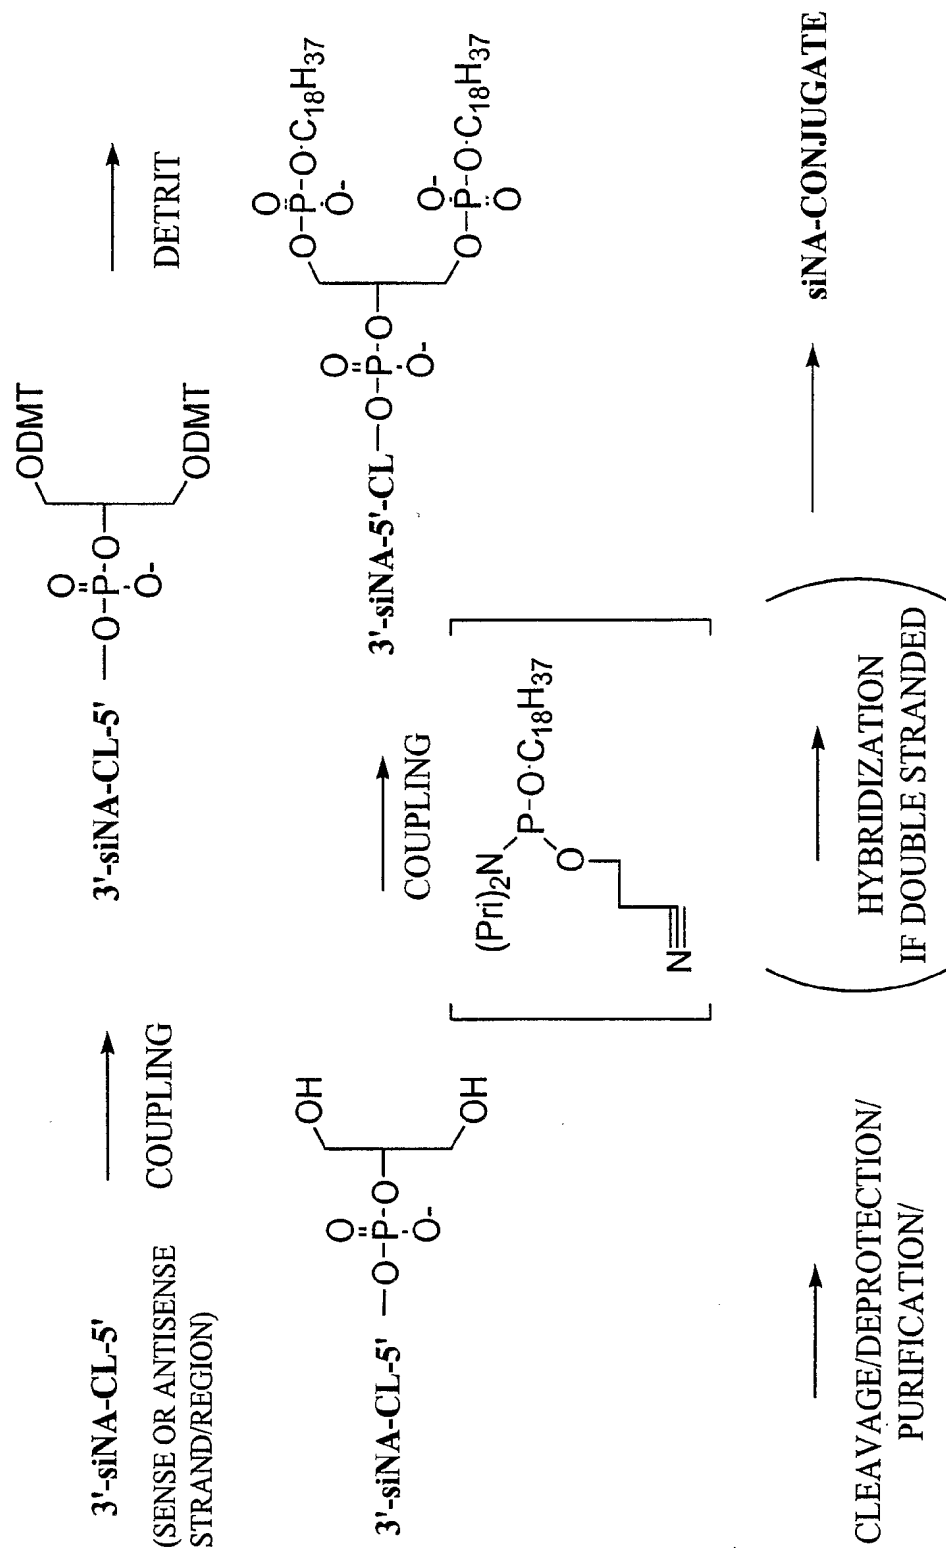 3'-siNA-CL-5'
(SENSE OR ANTISENSE
STRAND/REGION)
COUPLING
3'-siNA-CL-5' —O-P-O
O
O-
ODMT
ODMT
DETRIT
3'-siNA-CL-5' —O-P-O
O
O-
OH
OH
COUPLING
(Pri)2N
P-O·C18H37
O
N
3'-siNA-5'-CL —O-P-O
O
O-
O
O-P-O·C18H37
O-
O-
O-P-O·C18H37
O
CLEAVAGE/DEPROTECTION/
PURIFICATION/
HYBRIDIZATION
IF DOUBLE STRANDED
siNA-CONJUGATE